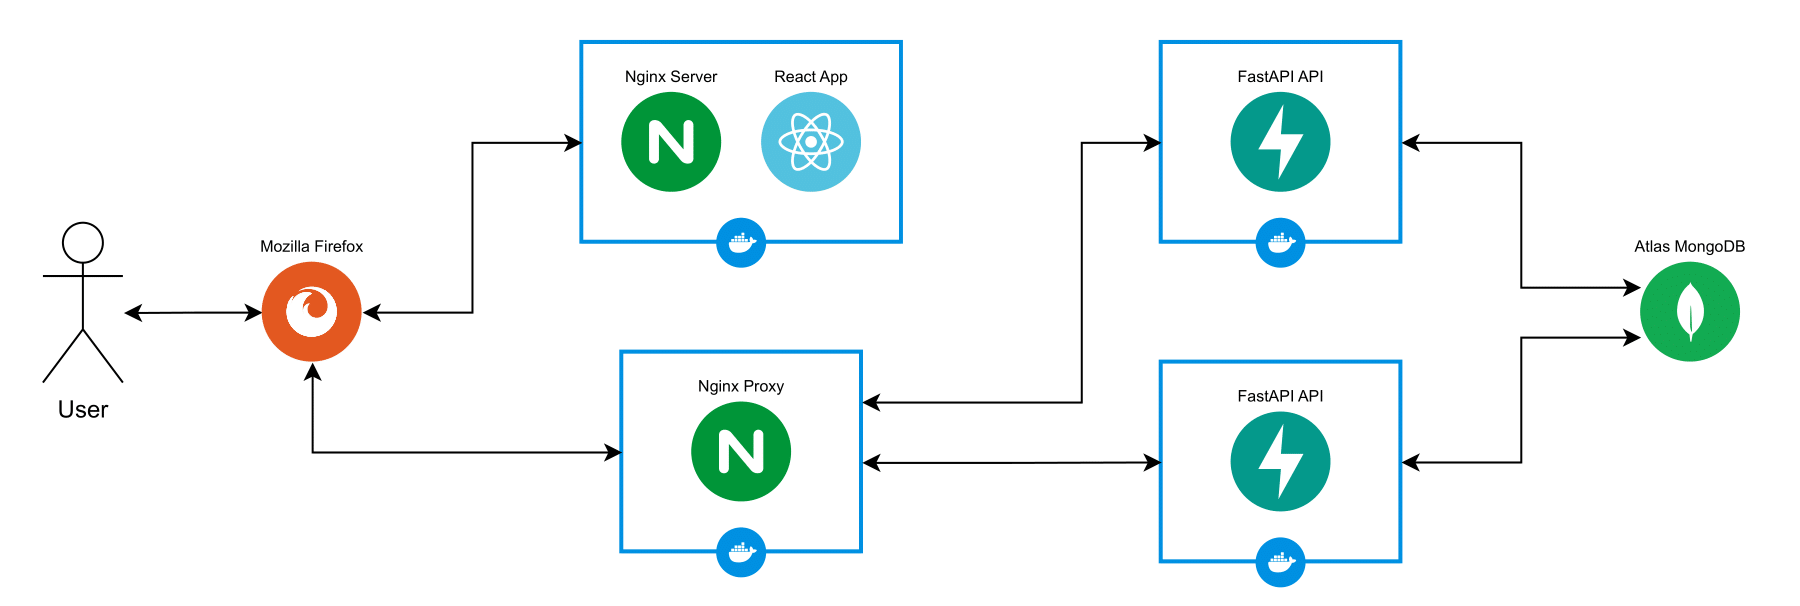 Nginx Server
React App
FastAPI API
Mozilla Firefox
Atlas MongoDB
User
Nginx Proxy
FastAPI API